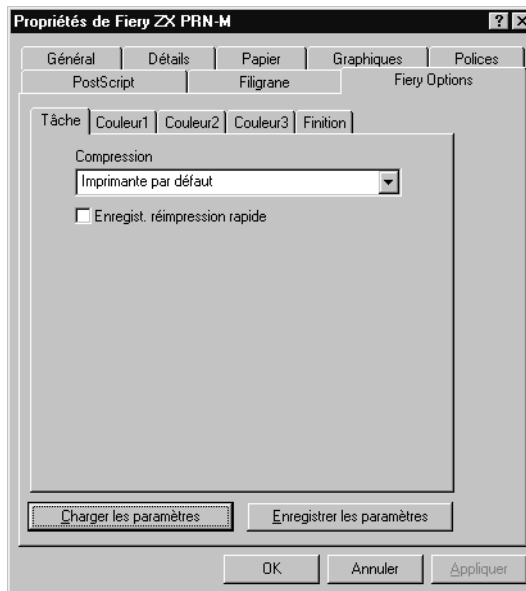 Propriétés de Fiery ZX PRN-M
Général Détails Papier Graphiques Polices
PostScript Filigrane Fiery Options
Tâche Couleur1 Couleur2 Couleur3 Finition
Compression
Imprimante par défaut
Enregist. réimpression rapide
Charger les paramètres Enregistrer les paramètres
OK Annuler Appliquer